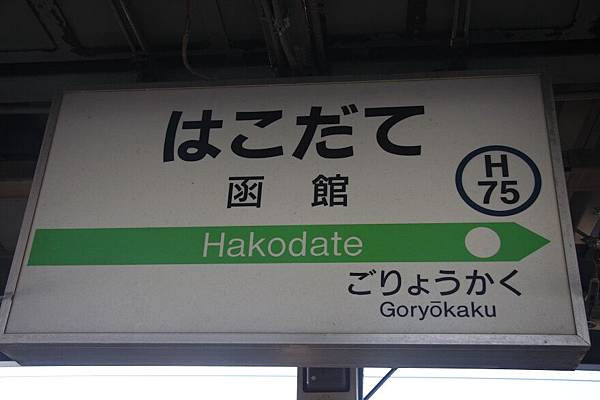 はこだて
函館
H
75
Hakodate
ごりょうかく
Goryōkaku